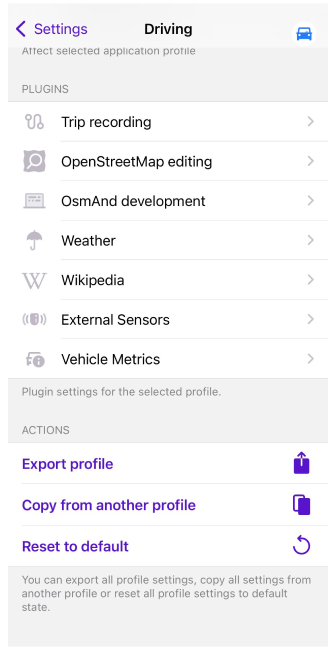 Settings
Driving
Affect selected application profile
PLUGINS
Trip recording
OpenStreetMap editing
OsmAnd development
Weather
W Wikipedia
External Sensors
Vehicle Metrics
Plugin settings for the selected profile.
ACTIONS
Export profile
Copy from another profile
Reset to default
You can export all profile settings, copy all settings from
another profile or reset all profile settings to default
state.